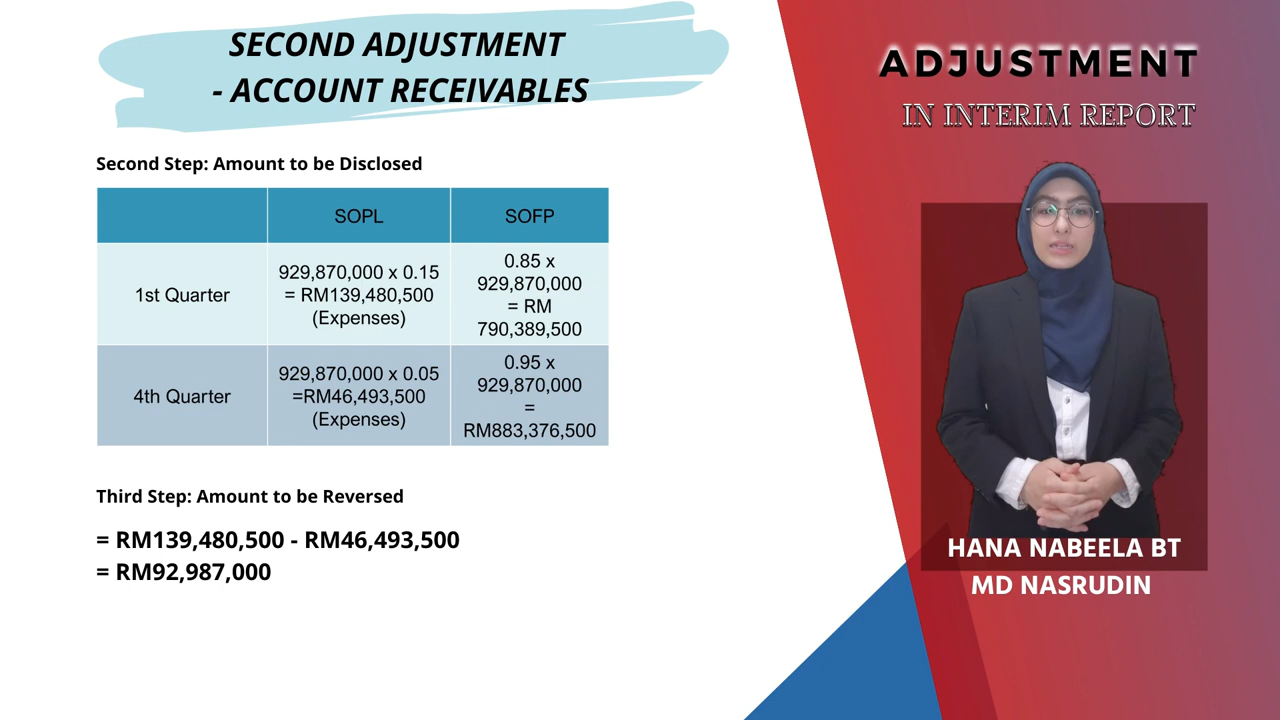 SECOND ADJUSTMENT
- ACCOUNT RECEIVABLES
Second Step: Amount to be Disclosed
SOPL
SOFP
1st Quarter
929,870,000 x 0.15
= RM139,480,500
(Expenses)
0.85 x
929,870,000
= RM
790,389,500
4th Quarter
929,870,000 x 0.05
=RM46,493,500
(Expenses)
0.95 x
929,870,000
=
RM883,376,500
Third Step: Amount to be Reversed
= RM139,480,500 - RM46,493,500
= RM92,987,000
ADJUSTMENT
IN INTERIM REPORT
HANA NABEELA BT
MD NASRUDIN